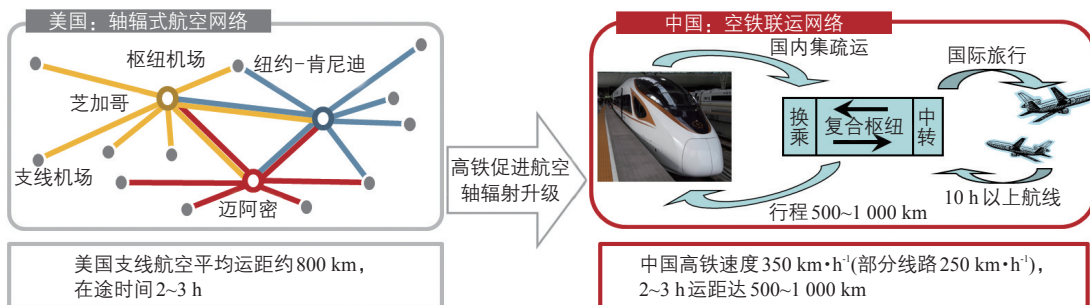 美国：轴辐式航空网络
枢纽机场
纽约-肯尼迪
芝加哥
支线机场
迈阿密
美国支线航空平均运距约800 km，
在途时间2~3 h
高铁促进航空
轴辐射升级
中国：空铁联运网络
国内集疏运
国际旅行
换乘
复合枢纽
中转
10 h以上航线
行程500~1 000 km
中国高铁速度350 km·h⁻¹(部分线路250 km·h⁻¹)，
2~3 h运距达500~1 000 km